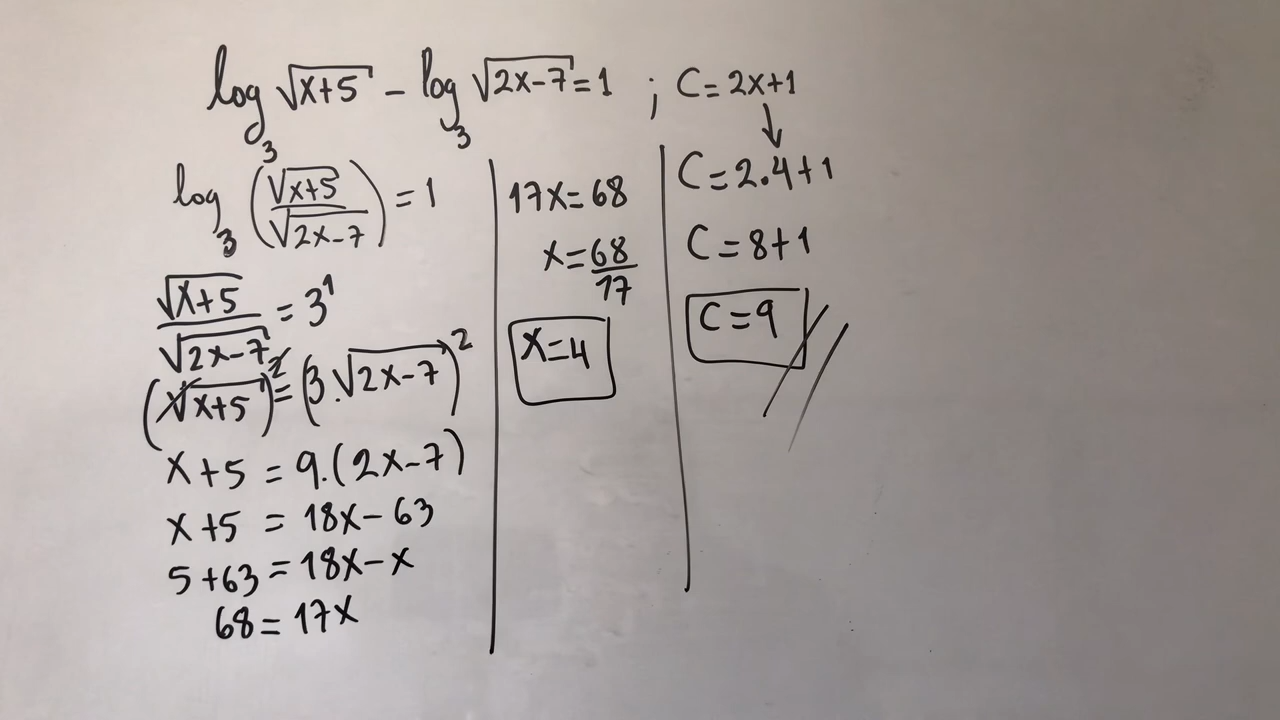 log₃ √(x+5) − log₃ √(2x−7) = 1 ; C = 2x+1
log₃ (√(x+5) / √(2x−7)) = 1
√(x+5) / √(2x−7) = 3¹
(√(x+5))² = (3.√(2x−7))²
x+5 = 9.(2x−7)
x+5 = 18x−63
5+63 = 18x−x
68 = 17x
17x = 68
x = 68/17
x = 4
↓
C = 2.4+1
C = 8+1
C = 9